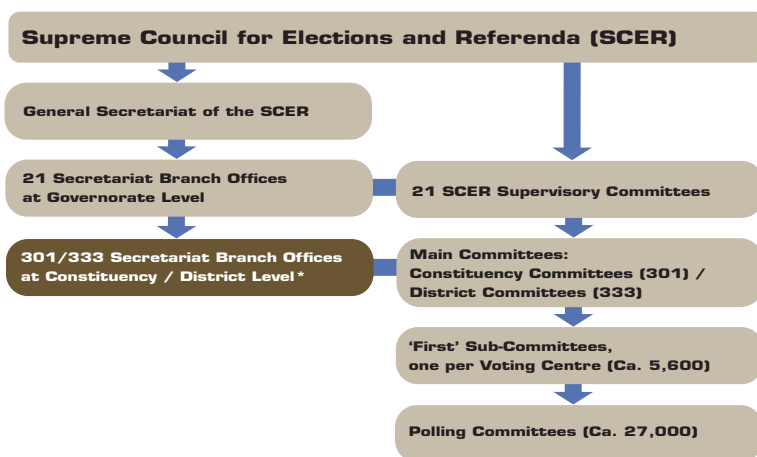 Supreme Council for Elections and Referenda (SCER)
General Secretariat of the SCER
21 Secretariat Branch Offices
at Governorate Level
21 SCER Supervisory Committees
301/333 Secretariat Branch Offices
at Constituency / District Level*
Main Committees:
Constituency Committees (301) /
District Committees (333)
‘First’ Sub-Committees,
one per Voting Centre (Ca. 5,600)
Polling Committees (Ca. 27,000)